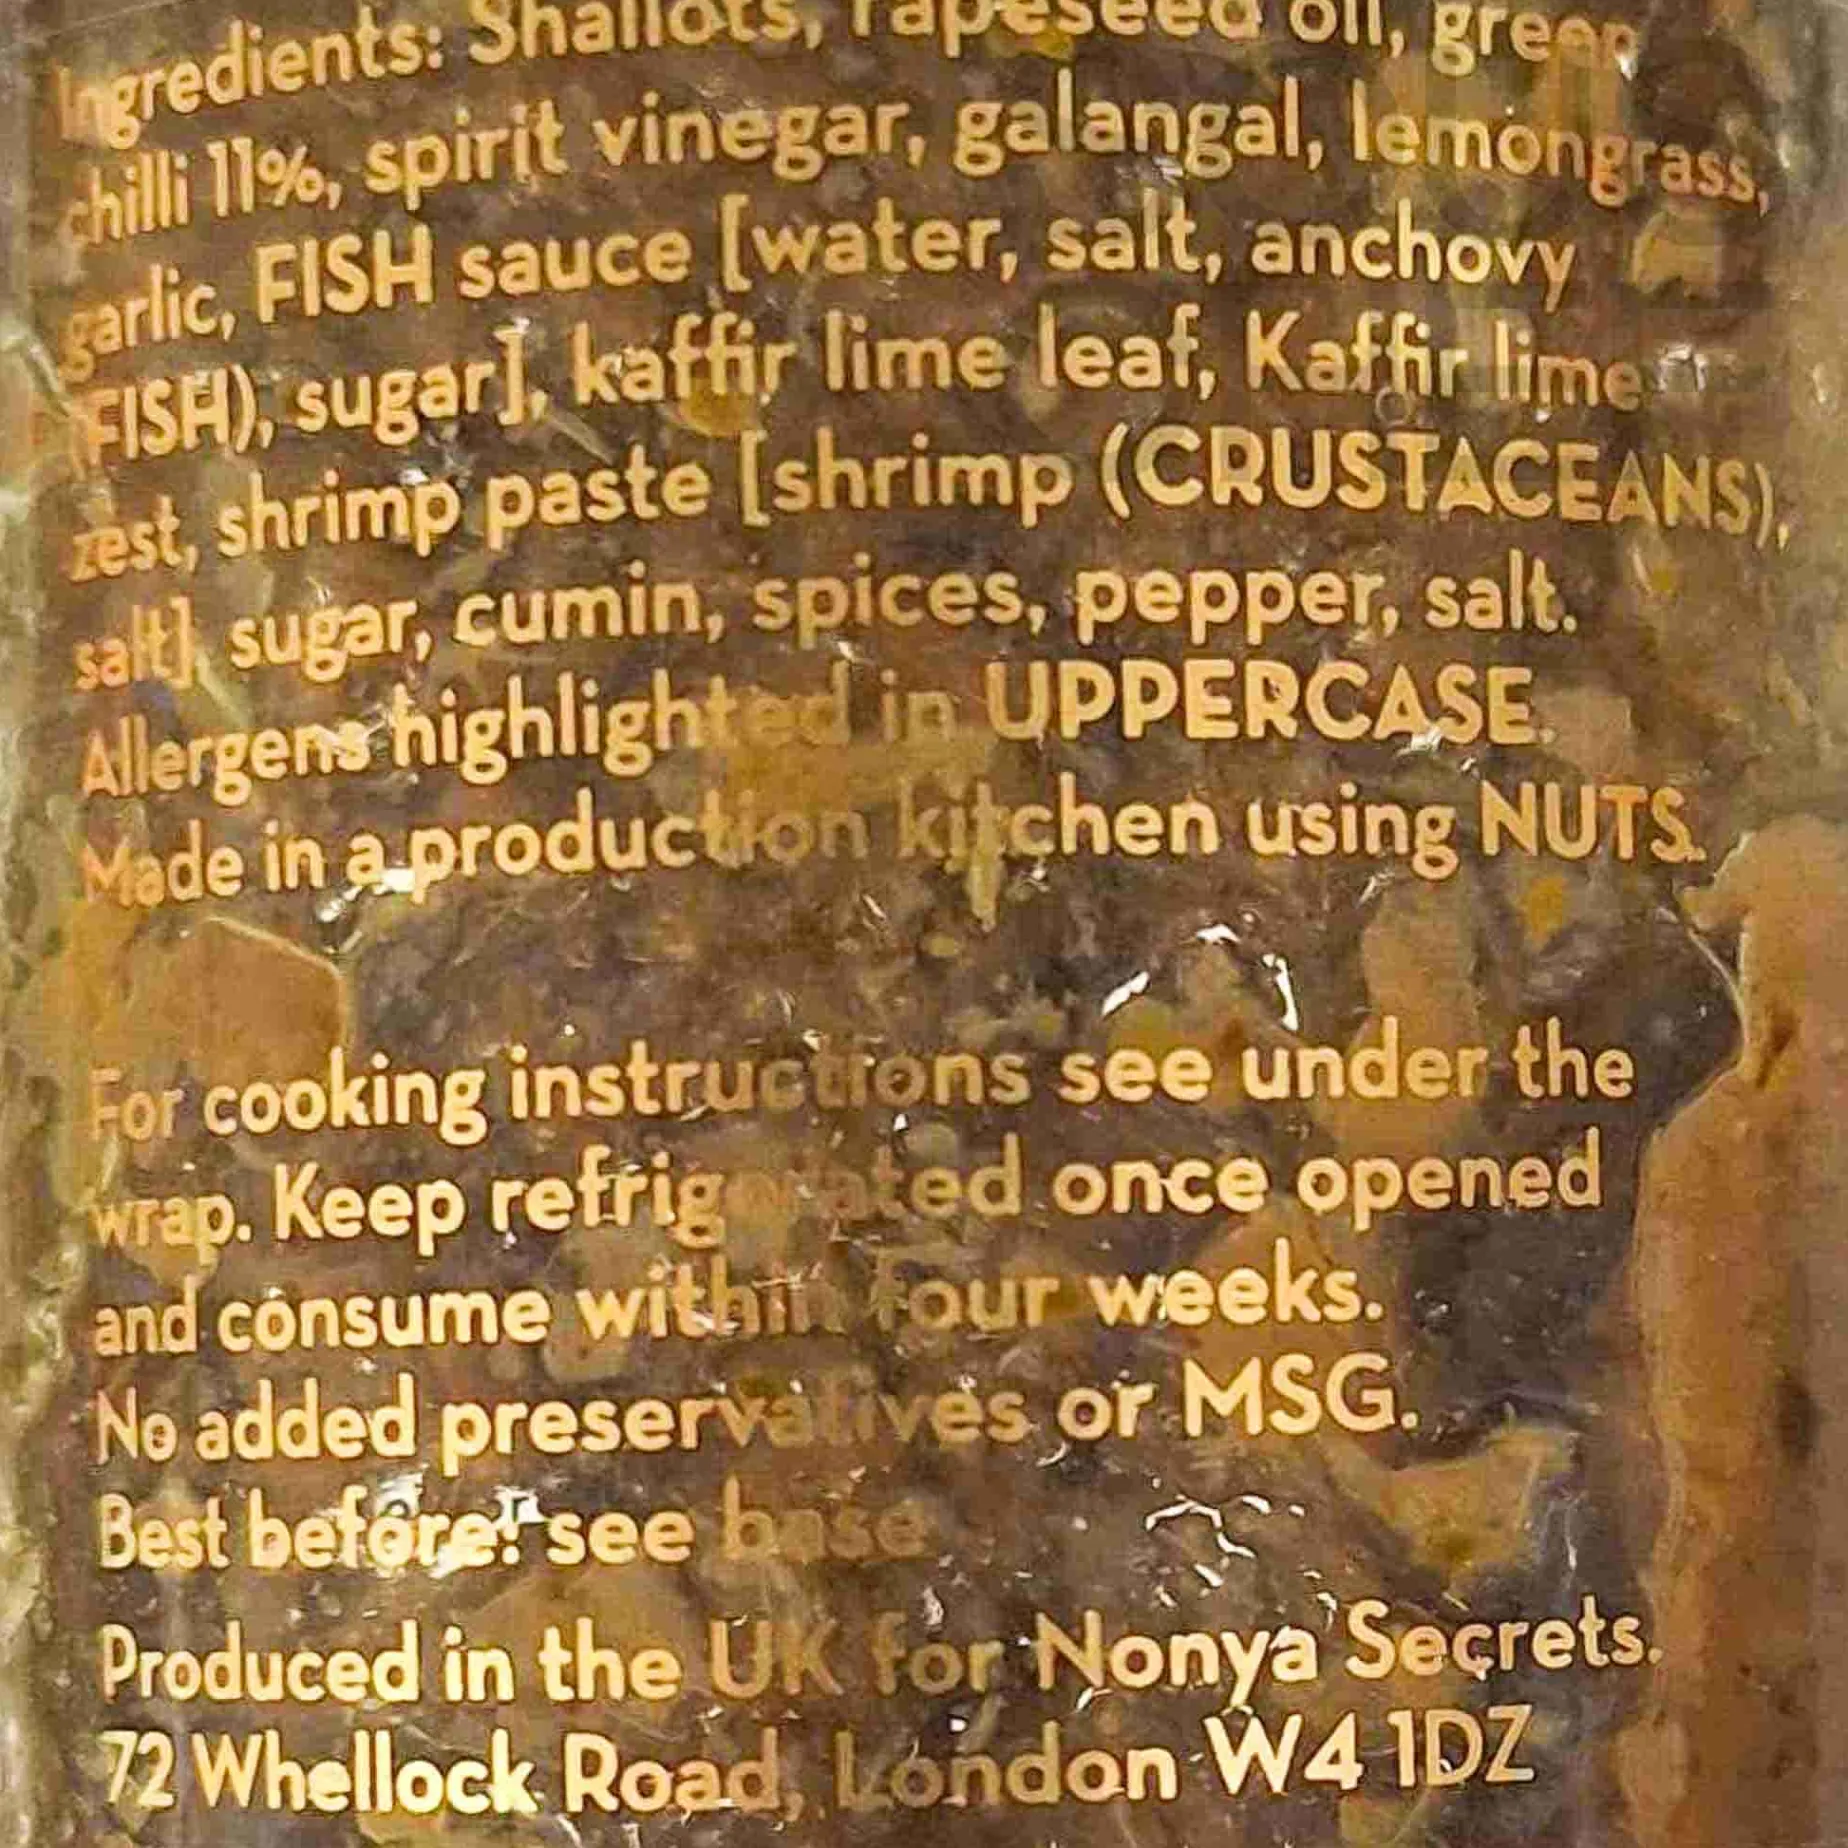 Ingredients: Shallots, rapeseed oil, green
chilli 11%, spirit vinegar, galangal, lemongrass,
garlic, FISH sauce [water, salt, anchovy
(FISH), sugar], kaffir lime leaf, Kaffir lime
zest, shrimp paste [shrimp (CRUSTACEANS),
salt], sugar, cumin, spices, pepper, salt.
Allergens highlighted in UPPERCASE.
Made in a production kitchen using NUTS.
For cooking instructions see under the
wrap. Keep refrigerated once opened
and consume within four weeks.
No added preservatives or MSG.
Best before: see base
Produced in the UK for Nonya Secrets.
72 Whellock Road, London W4 1DZ